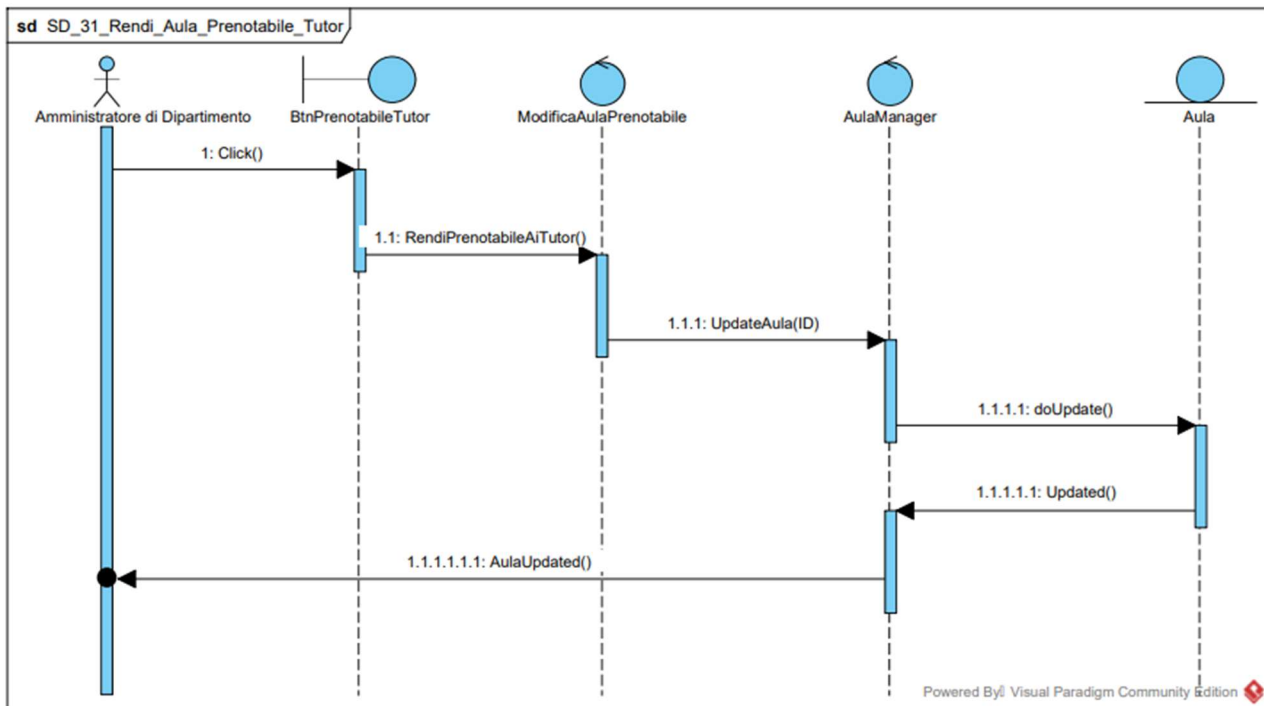 sd SD_31_Rendi_Aula_Prenotabile_Tutor
Amministratore di Dipartimento
BtnPrenotabileTutor
ModificaAulaPrenotabile
AulaManager
Aula
1: Click()
1.1: RendiPrenotabileAiTutor()
1.1.1: UpdateAula(ID)
1.1.1.1: doUpdate()
1.1.1.1.1: Updated()
1.1.1.1.1.1: AulaUpdated()
Powered By Visual Paradigm Community Edition